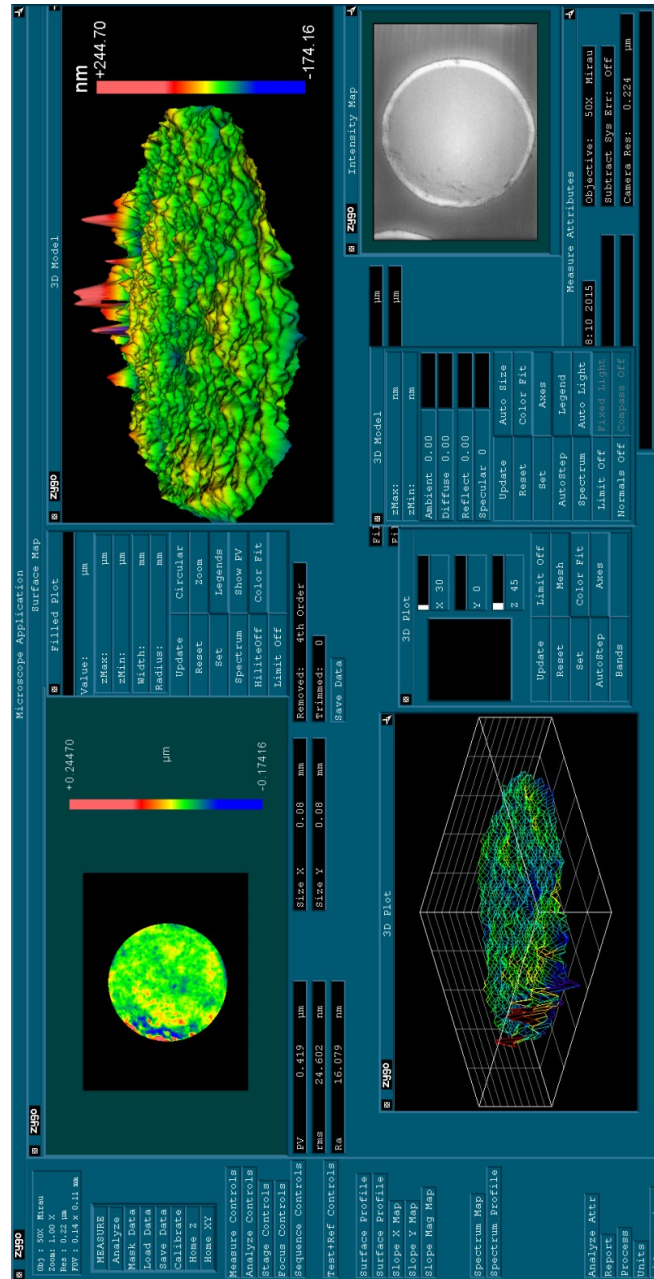 zygo
Microscope Application
Obj: 50X Mirau
Zoom: 1.00 X
Res: 0.22 µm
FOV: 0.14 x 0.11 mm
MEASURE
Analyze
Mask Data
Load Data
Save Data
Calibrate
Home Z
Home XY
Measure Controls
Analyze Controls
Stage Controls
Focus Controls
Sequence Controls
Test+Ref Controls
Surface Profile
Surface Profile
Slope X Map
Slope Y Map
Slope Mag Map
Spectrum Map
Spectrum Profile
Analyze Attr
Report
Process
Units
zygo
Surface Map
+0.24470
µm
-0.17416
PV 0.419 µm
rms 24.602 nm
Ra 16.079 nm
Size X 0.08 mm
Size Y 0.08 mm
Removed: 4th Order
Trimmed: 0
Save Data
Filled Plot
Value: µm
zMax: µm
zMin: µm
Width: mm
Radius: mm
Update Circular
Reset Zoom
Set Legends
Spectrum Show PV
HiliteOff Color Fit
Limit Off
zygo
3D Model
nm
+244.70
-174.16
zygo
3D Plot
3D Plot
X 30
Y 0
Z 45
Update Limit Off
Reset Mesh
Set Color Fit
AutoStep Axes
Bands
Fi
Fi
µm
µm
3D Model
zMax: nm
zMin: nm
Ambient 0.00
Diffuse 0.00
Reflect 0.00
Specular 0
Update Auto Size
Reset Color Fit
Set Axes
AutoStep Legend
Spectrum Auto Light
Limit Off Fixed Light
Normals Off Compass Off
zygo
Intensity Map
Measure Attributes
8:10 2015
Objective: 50X Mirau
Subtract Sys Err: Off
Camera Res: 0.224 µm